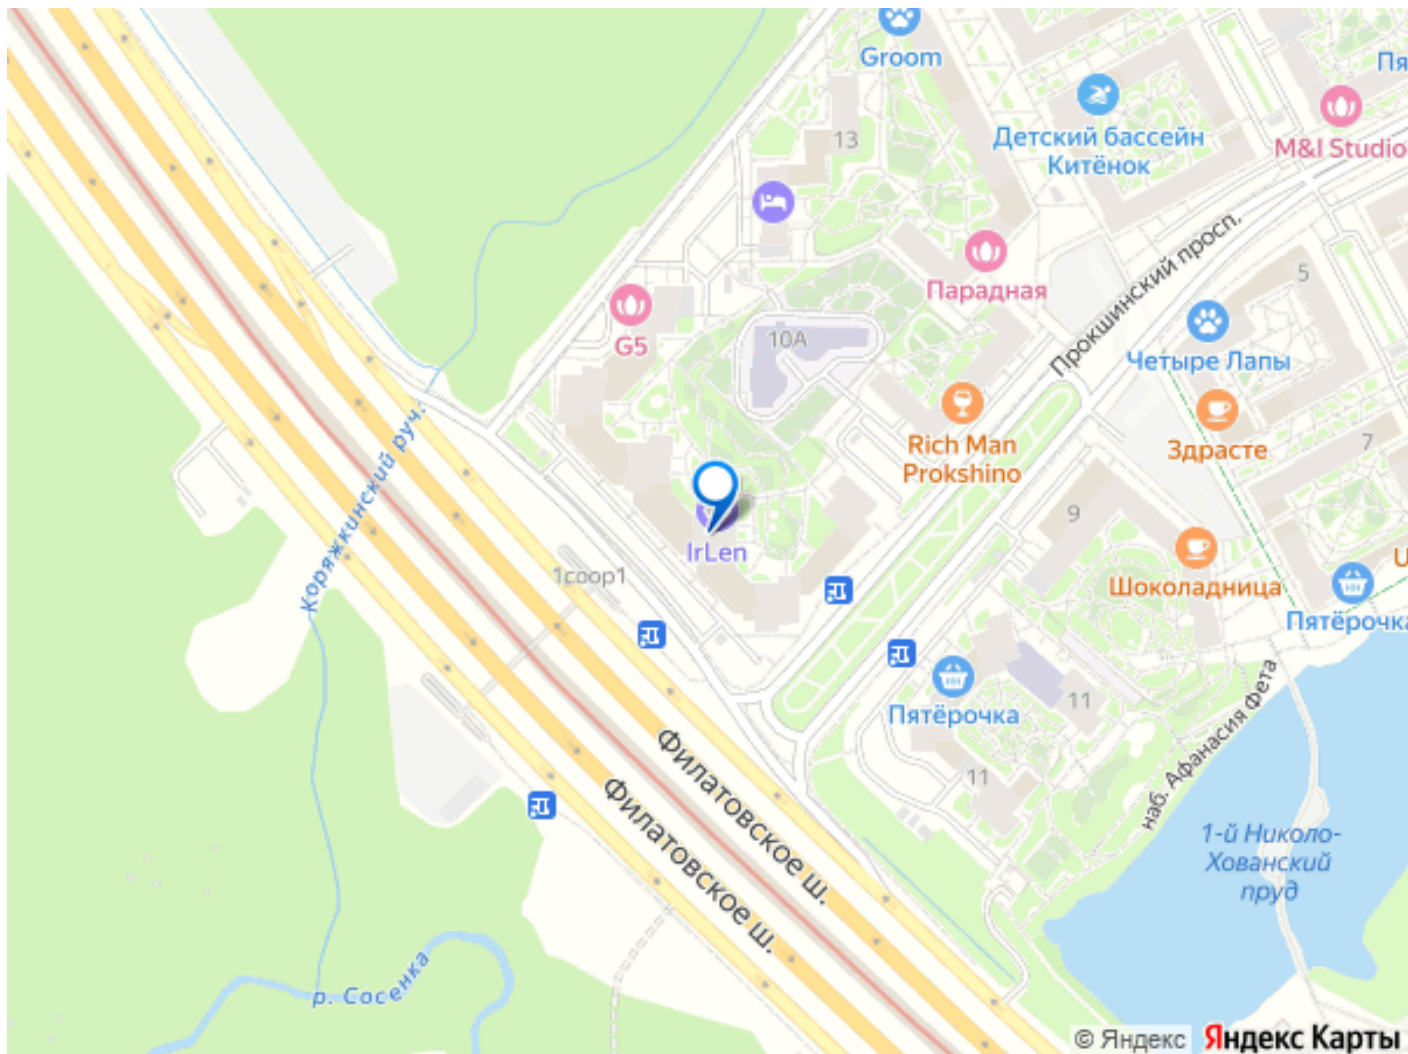 Groom
Пя
13
Детский бассейн
Китёнок
M&I Studio
Парадная
Прокшинский просп.
5
G5
10А
Четыре Лапы
Rich Man
Prokshino
Здрасте
7
Коряжкинский руч.
IrLen
9
1соор1
Шоколадница
U
Пятёрочка
Пятёрочка
11
11
наб. Афанасия Фета
Филатовское ш.
Филатовское ш.
1-й Николо-
Хованский
пруд
р. Сосенка
© Яндекс Яндекс Карты